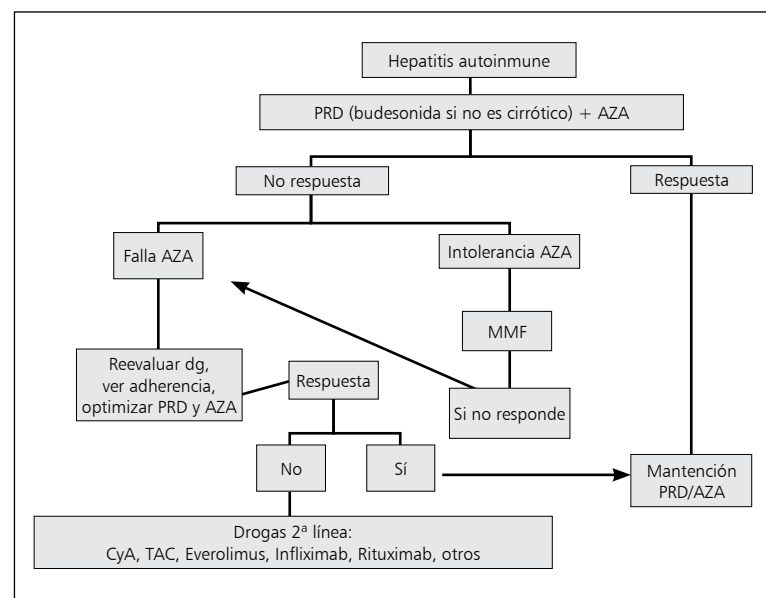 Hepatitis autoinmune
PRD (budesonida si no es cirrótico) + AZA
No respuesta
Respuesta
Falla AZA
Intolerancia AZA
MMF
Reevaluar dg,
ver adherencia,
optimizar PRD y AZA
Respuesta
Si no responde
No
Sí
Mantención
PRD/AZA
Drogas 2ª línea:
CyA, TAC, Everolimus, Infliximab, Rituximab, otros